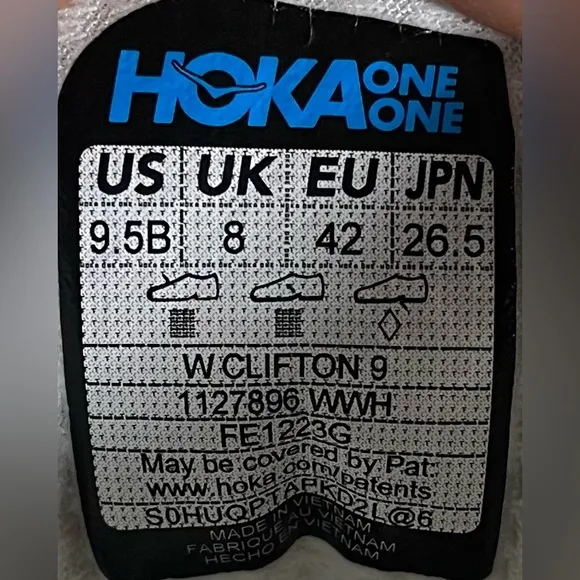 HOKA ONE ONE
US UK EU JPN
9.5B 8 42 26.5
W CLIFTON 9
1127896 WWH
FE1223G
May be covered by Pat:
www.hoka.com/patents
S0HUQPTAPKD2L@6
MADE IN VIETNAM
FABRIQUÉ AU VIETNAM
HECHO EN VIETNAM